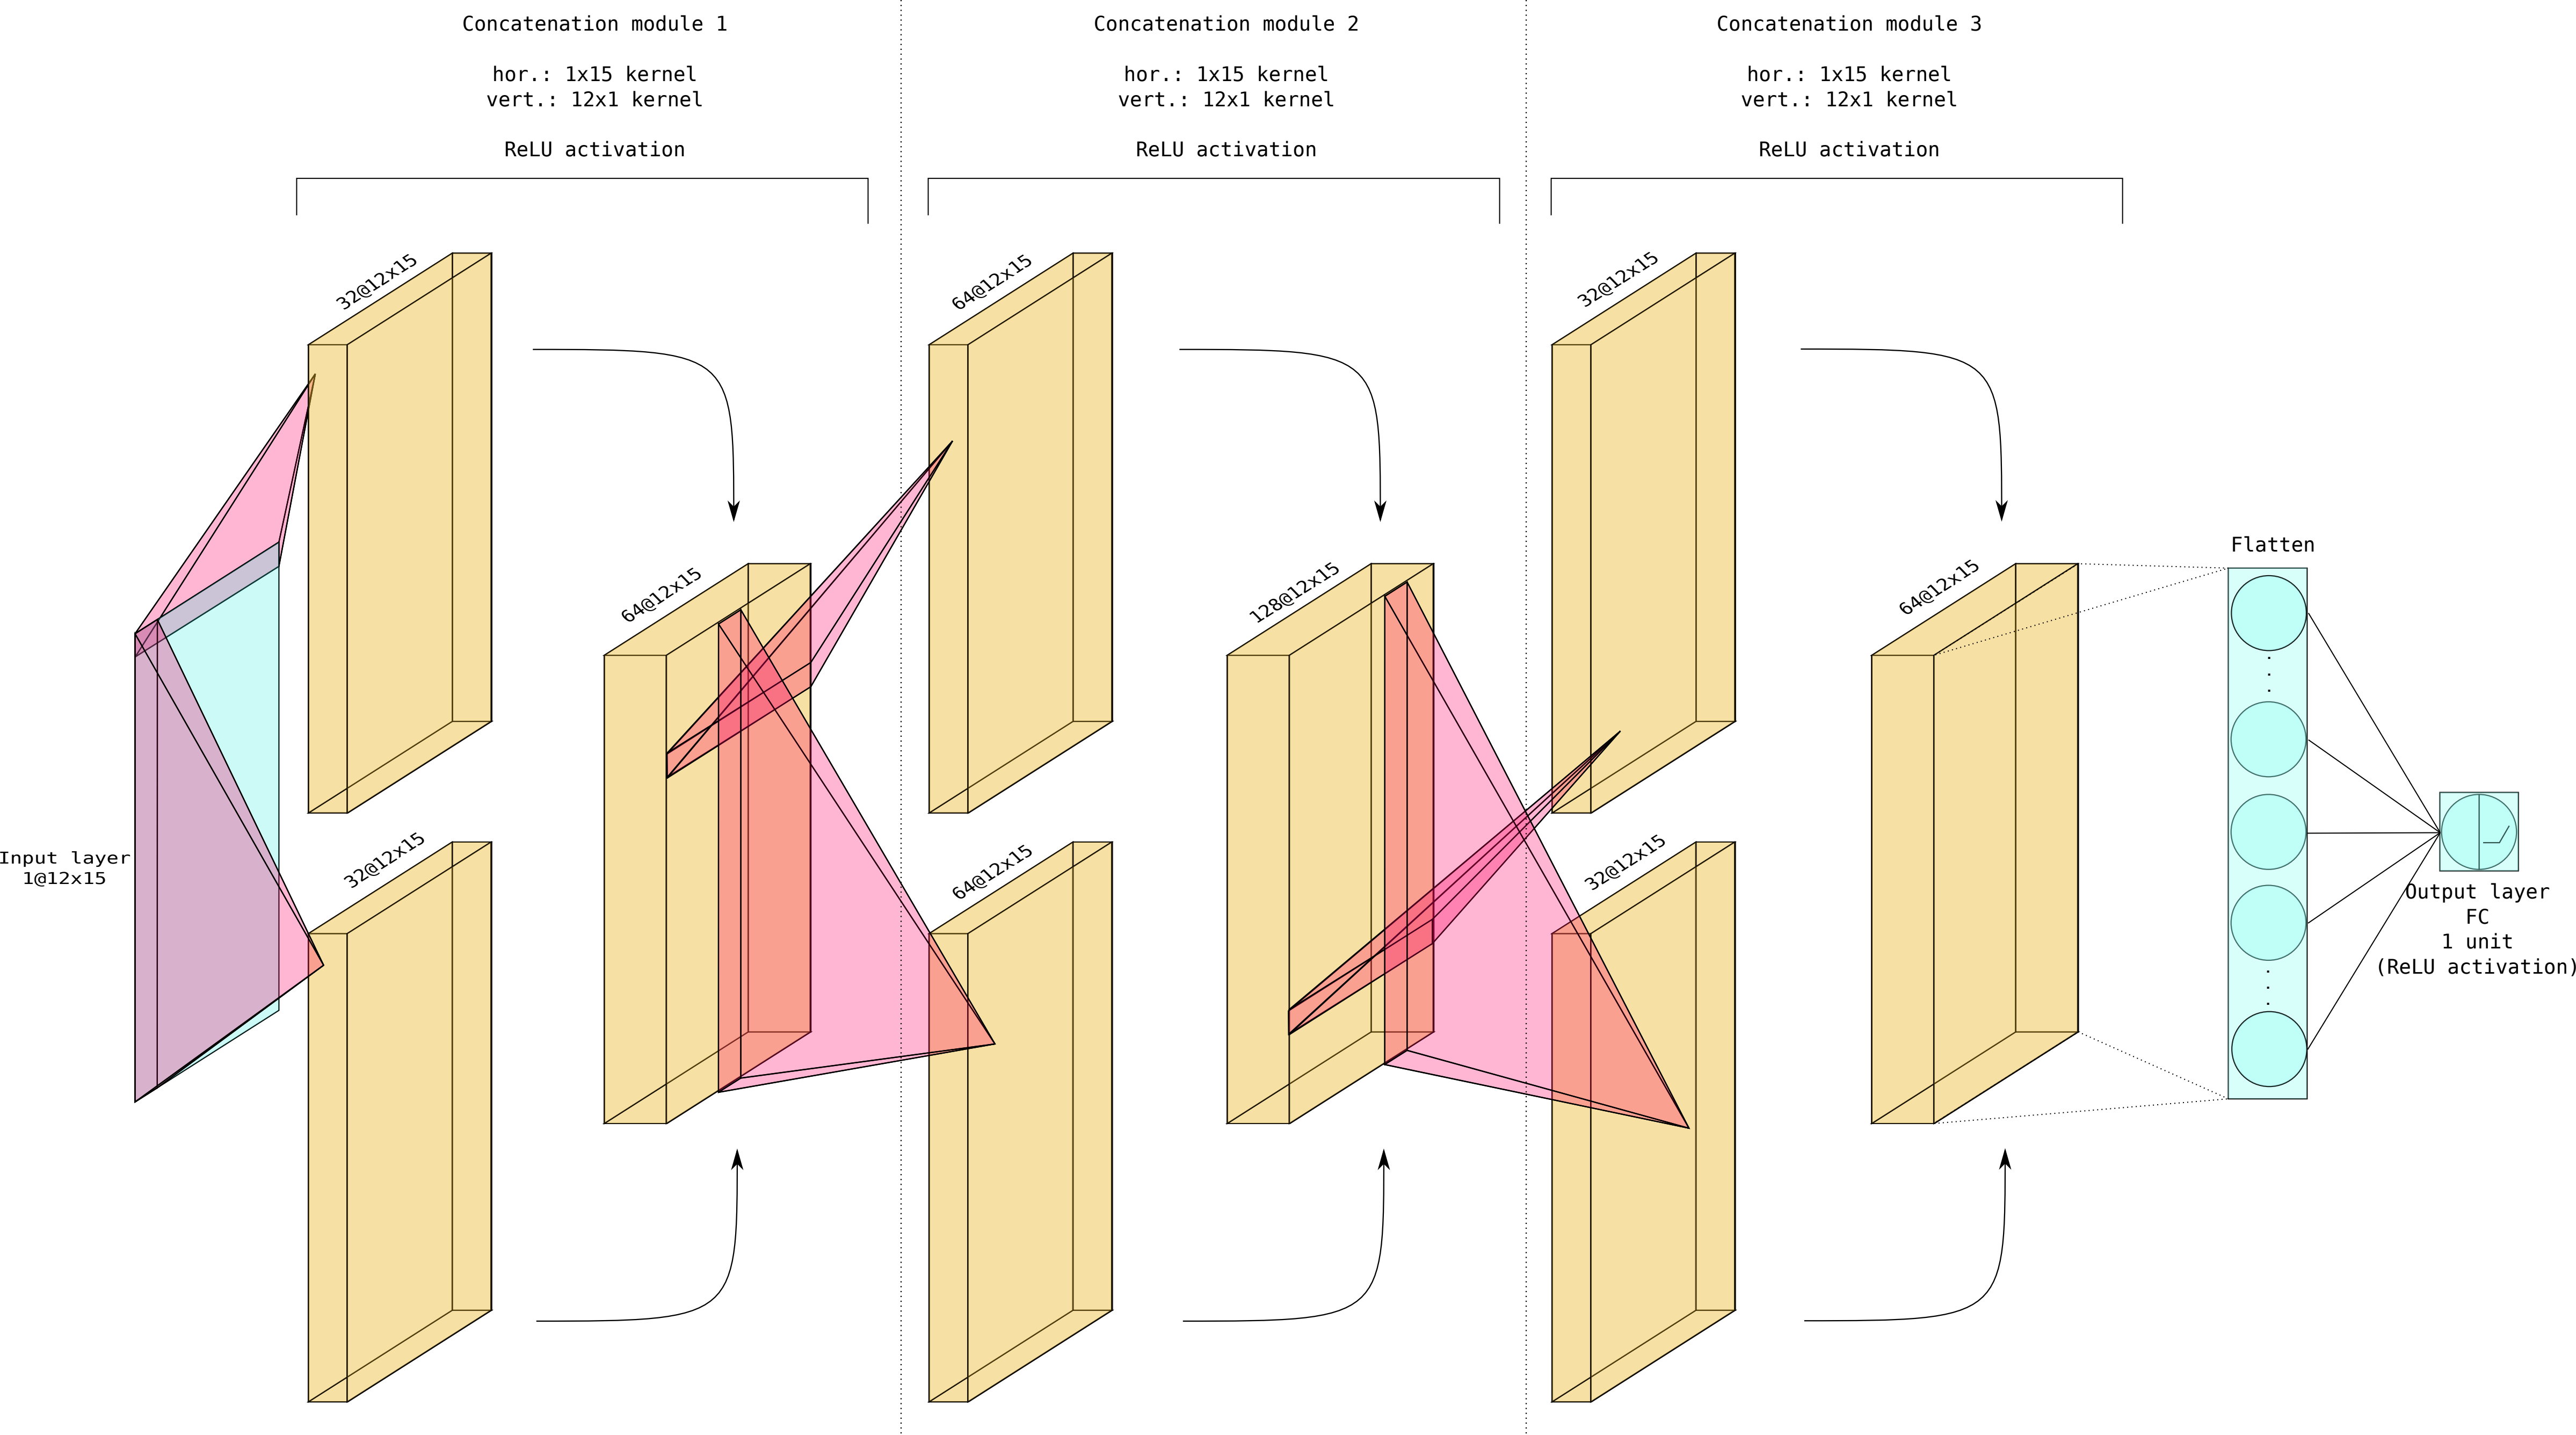 Concatenation module 1
hor.: 1x15 kernel
vert.: 12x1 kernel
ReLU activation
Concatenation module 2
hor.: 1x15 kernel
vert.: 12x1 kernel
ReLU activation
Concatenation module 3
hor.: 1x15 kernel
vert.: 12x1 kernel
ReLU activation
Input layer
1@12x15
32@12x15
32@12x15
64@12x15
64@12x15
64@12x15
128@12x15
32@12x15
32@12x15
64@12x15
Flatten
Output layer
FC
1 unit
(ReLU activation)